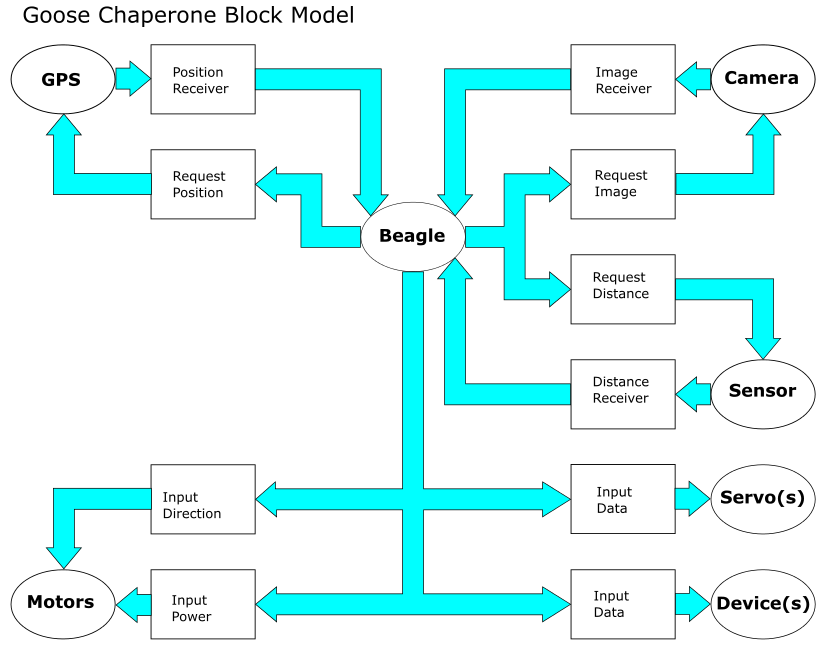 Goose Chaperone Block Model
GPS
Position
Receiver
Image
Receiver
Camera
Request
Position
Request
Image
Beagle
Request
Distance
Distance
Receiver
Sensor
Input
Direction
Input
Data
Servo(s)
Motors
Input
Power
Input
Data
Device(s)